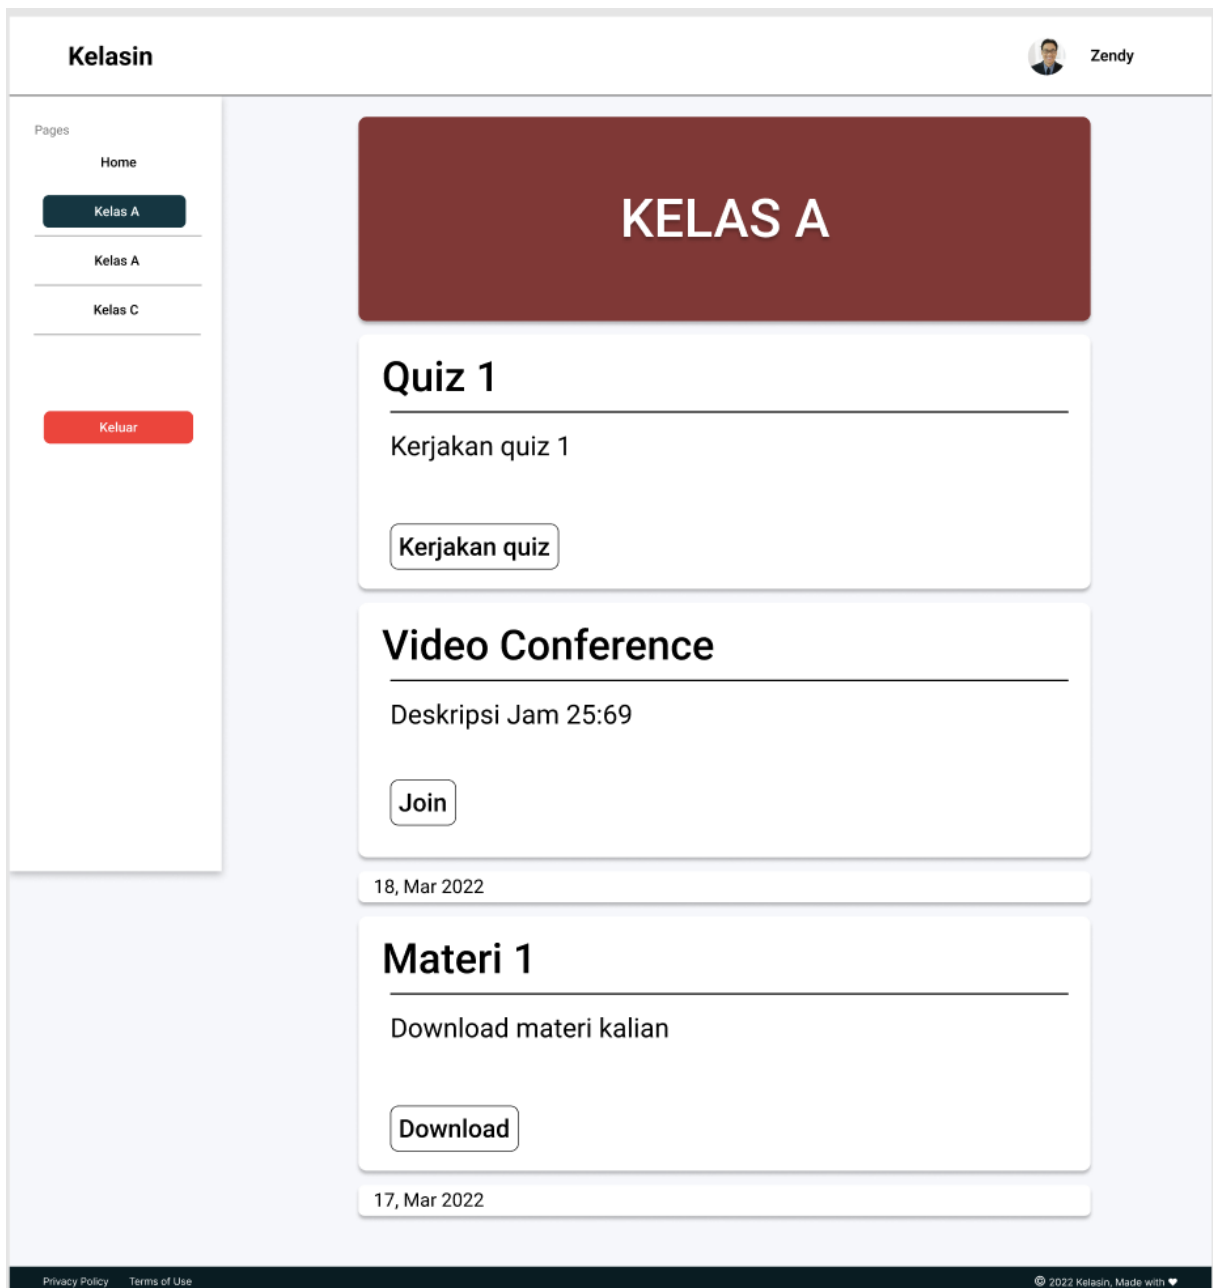 Kelasin
Zendy
Pages
Home
Kelas A
Kelas A
Kelas C
Keluar
KELAS A
Quiz 1
Kerjakan quiz 1
Kerjakan quiz
Video Conference
Deskripsi Jam 25:69
Join
18, Mar 2022
Materi 1
Download materi kalian
Download
17, Mar 2022
Privacy Policy
Terms of Use
© 2022 Kelasin, Made with ♥